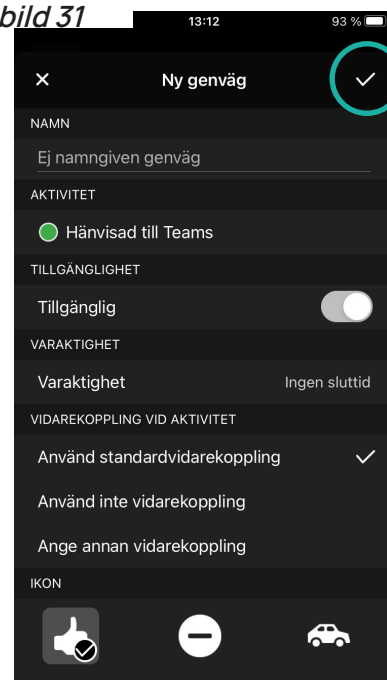 bild 31
13:12
93 %
Ny genväg
NAMN
Ej namngiven genväg
AKTIVITET
Hänvisad till Teams
TILLGÄNGLIGHET
Tillgänglig
VARAKTIGHET
Varaktighet Ingen sluttid
VIDAREKOPPLING VID AKTIVITET
Använd standardvidarekoppling
Använd inte vidarekoppling
Ange annan vidarekoppling
IKON